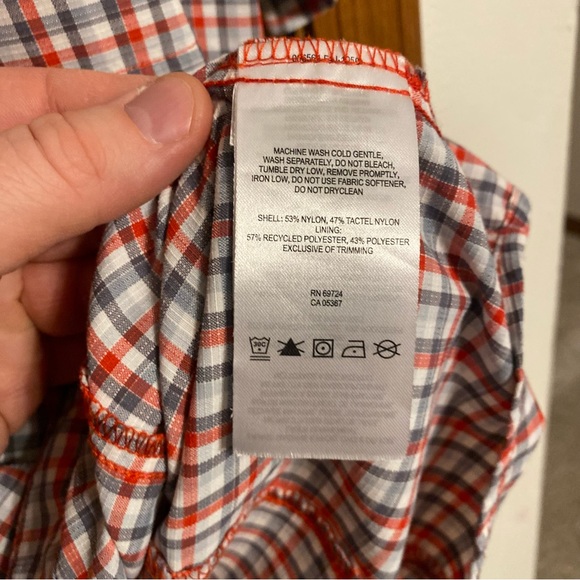 MACHINE WASH COLD GENTLE,
WASH SEPARATELY, DO NOT BLEACH,
TUMBLE DRY LOW, REMOVE PROMPTLY,
IRON LOW, DO NOT USE FABRIC SOFTENER,
DO NOT DRYCLEAN
SHELL: 53% NYLON, 47% TACTEL NYLON
LINING:
57% RECYCLED POLYESTER, 43% POLYESTER
EXCLUSIVE OF TRIMMING
RN 69724
CA 05367
30C